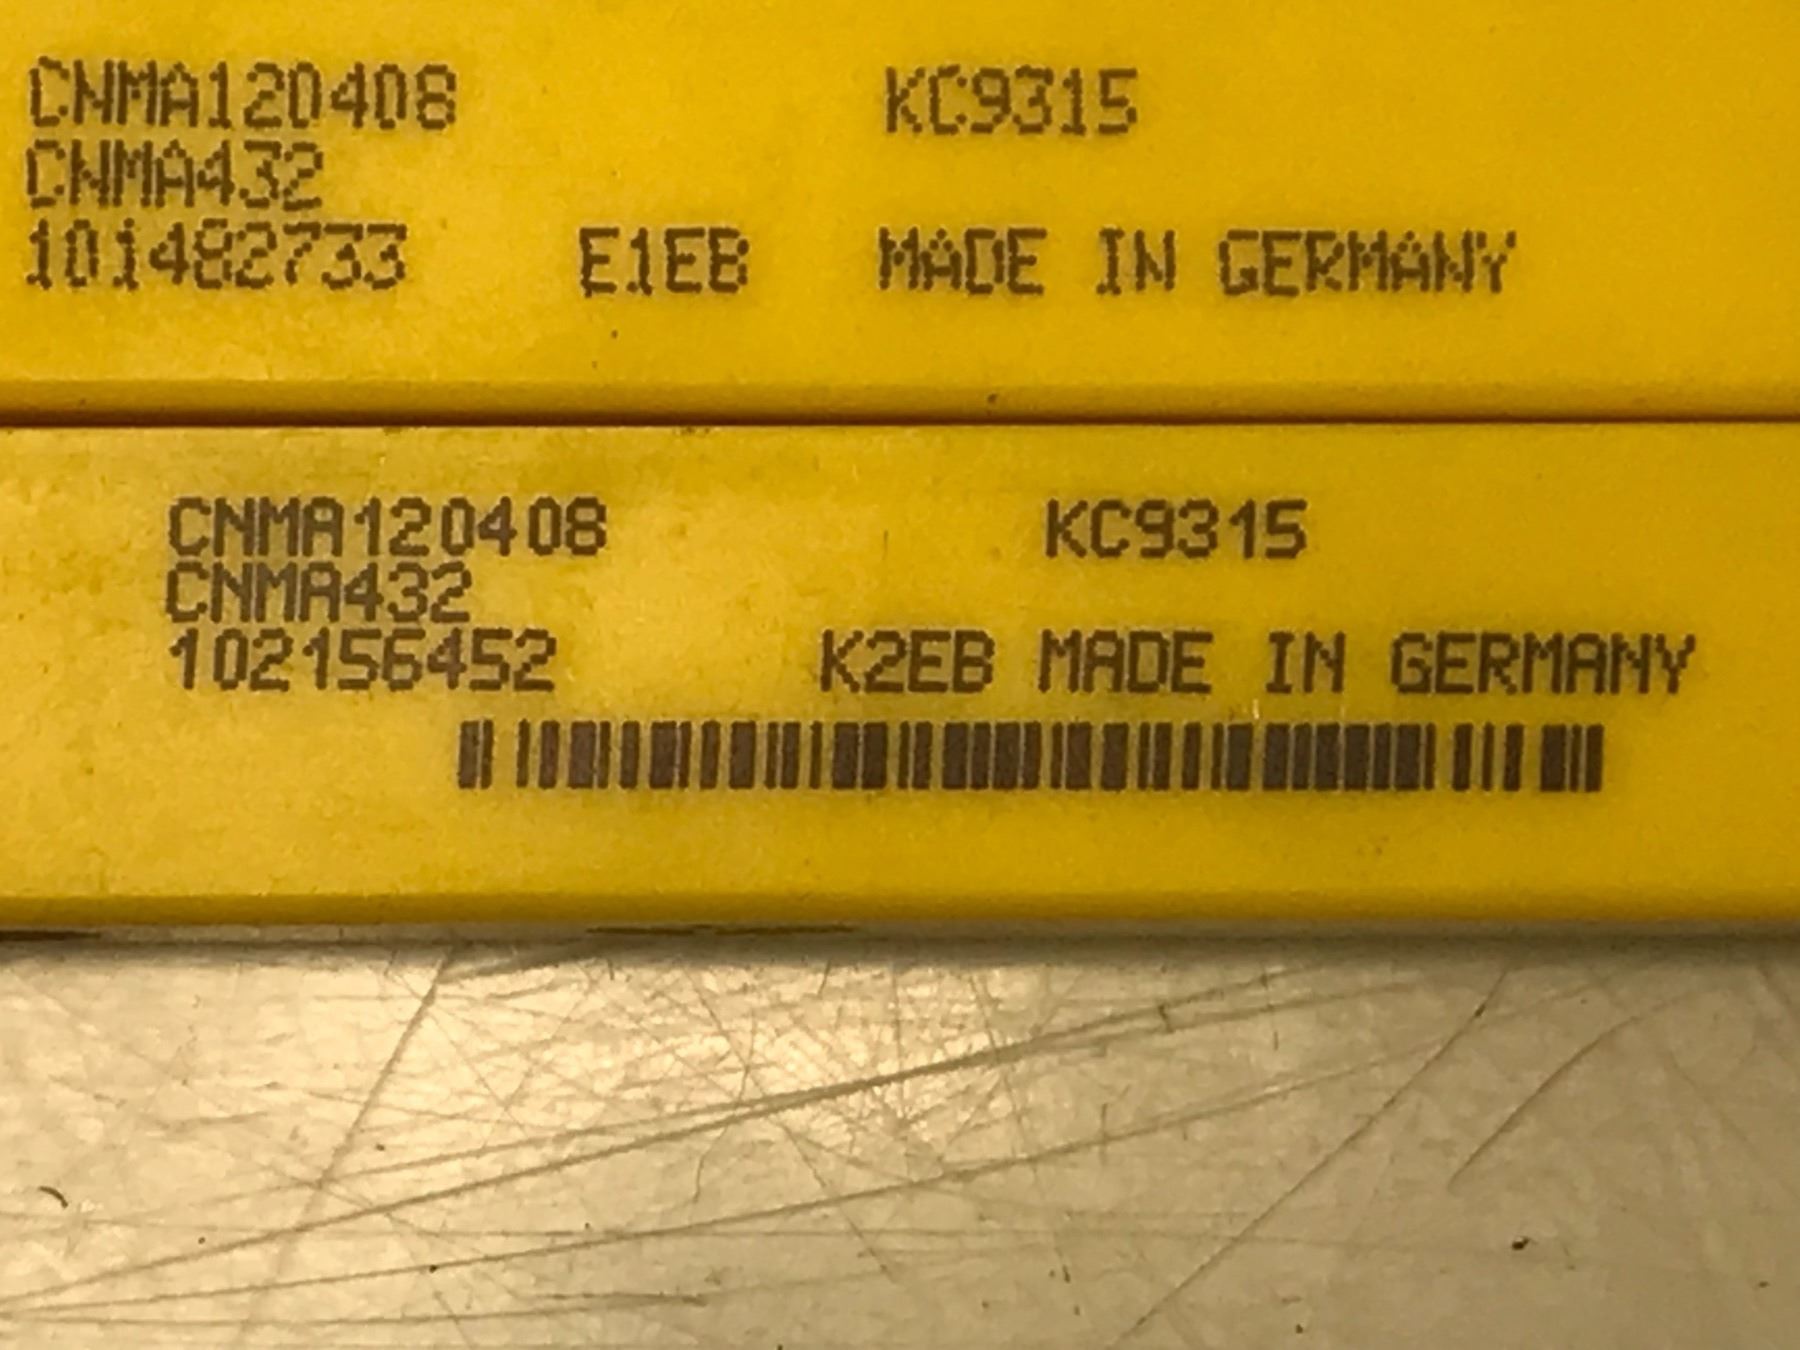 CNMA120408 KC9315
CNMA432
101482733 E1EB MADE IN GERMANY
CNMA120408 KC9315
CNMA432
102156452 K2EB MADE IN GERMANY